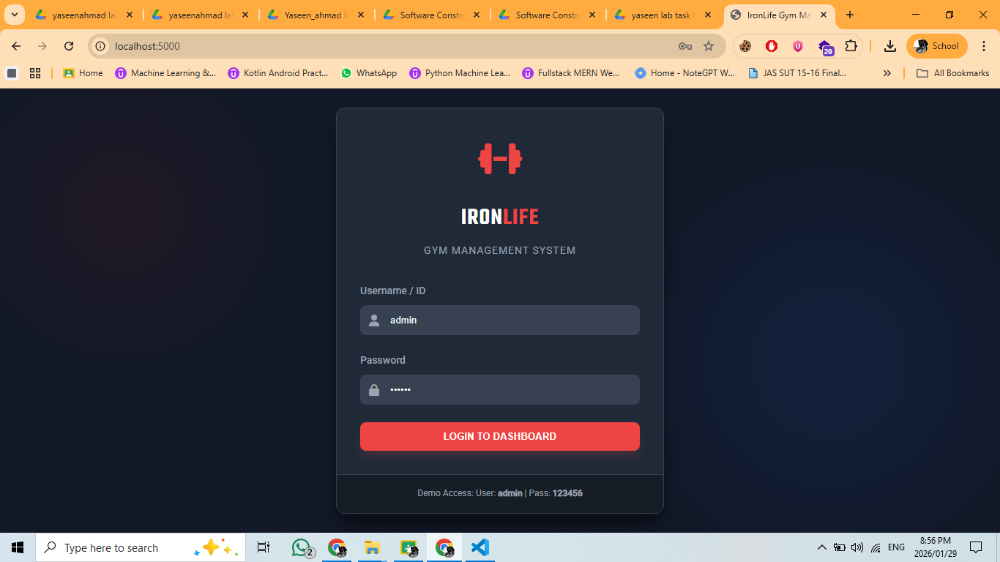 yaseenahmad la
yaseenahmad la
Yaseen_ahmad l
Software Constr
Software Constr
yaseen lab task
IronLife Gym Ma
localhost:5000
20
School
Home
Machine Learning &...
Kotlin Android Pract...
WhatsApp
Python Machine Lea...
Fullstack MERN We...
Home - NoteGPT W...
JAS SUT 15-16 Final...
All Bookmarks
IRONLIFE
GYM MANAGEMENT SYSTEM
Username / ID
admin
Password
••••••
LOGIN TO DASHBOARD
Demo Access: User: admin | Pass: 123456
Type here to search
2
ENG
8:56 PM
2026/01/29